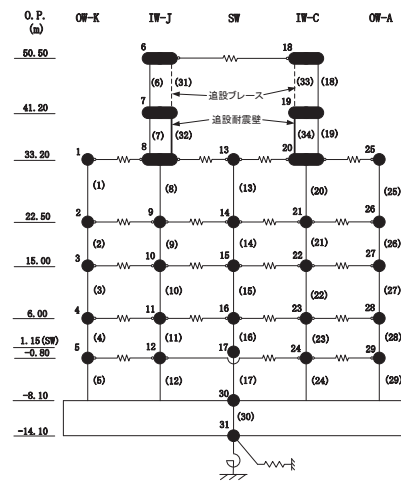 O.P. OW-K IW-J SW IW-C OW-A
(m)
50.50 6 18
(6) (31) (33) (18)
追設ブレース
41.20 7 19
追設耐震壁
(7) (32) (34) (19)
33.20 1 8 13 20 25
(1) (8) (13) (20) (25)
22.50 2 9 14 21 26
(2) (9) (14) (21) (26)
15.00 3 10 15 22 27
(3) (10) (15) (22) (27)
6.00 4 11 16 23 28
1.15(SW) (4) (11) (16) (23) (28)
-0.80 5 12 17 24 29
(5) (12) (17) (24) (29)
-8.10 30
(30)
-14.10 31